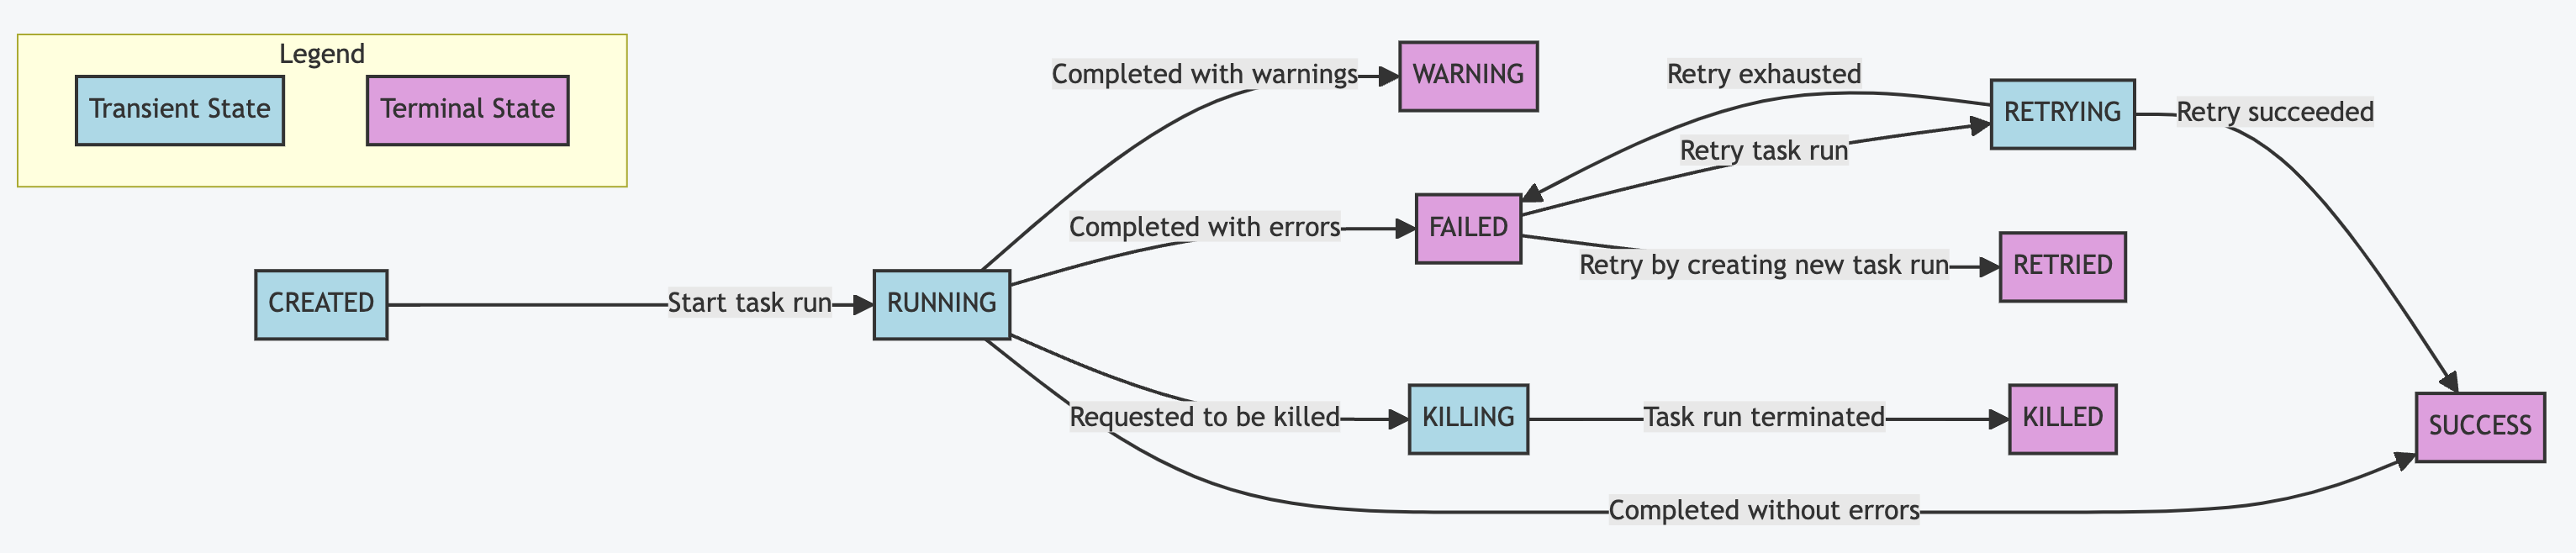 Legend
Transient State
Terminal State
CREATED
Start task run
RUNNING
Completed with warnings
WARNING
Completed with errors
FAILED
Retry exhausted
Retry task run
RETRYING
Retry succeeded
Retry by creating new task run
RETRIED
Requested to be killed
KILLING
Task run terminated
KILLED
Completed without errors
SUCCESS